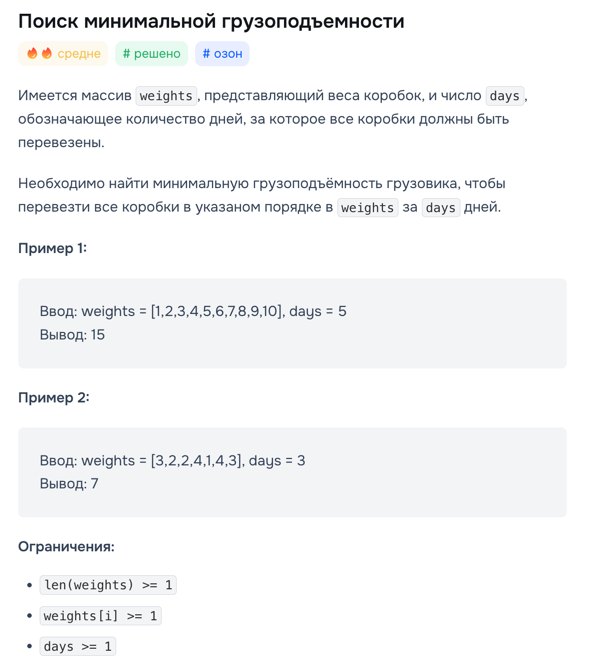 Поиск минимальной грузоподъемности
🔥🔥 средне # решено # озон
Имеется массив weights, представляющий веса коробок, и число days,
обозначающее количество дней, за которое все коробки должны быть
перевезены.
Необходимо найти минимальную грузоподъёмность грузовика, чтобы
перевезти все коробки в указаном порядке в weights за days дней.
Пример 1:
Ввод: weights = [1,2,3,4,5,6,7,8,9,10], days = 5
Вывод: 15
Пример 2:
Ввод: weights = [3,2,2,4,1,4,3], days = 3
Вывод: 7
Ограничения:
• len(weights) >= 1
• weights[i] >= 1
• days >= 1